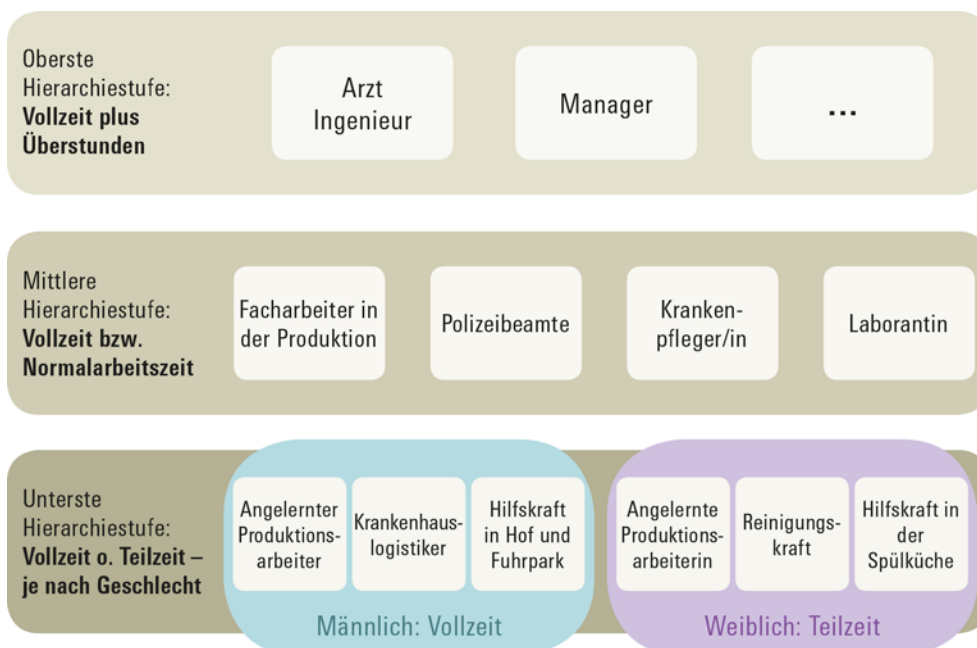 Oberste
Hierarchiestufe:
Vollzeit plus
Überstunden
Arzt
Ingenieur
Manager
...
Mittlere
Hierarchiestufe:
Vollzeit bzw.
Normalarbeitszeit
Facharbeiter in
der Produktion
Polizeibeamte
Kranken-
pfleger/in
Laborantin
Unterste
Hierarchiestufe:
Vollzeit o. Teilzeit –
je nach Geschlecht
Angelernter
Produktions-
arbeiter
Krankenhaus-
logistiker
Hilfskraft
in Hof und
Fuhrpark
Männlich: Vollzeit
Angelernte
Produktions-
arbeiterin
Reinigungs-
kraft
Hilfskraft in
der
Spülküche
Weiblich: Teilzeit